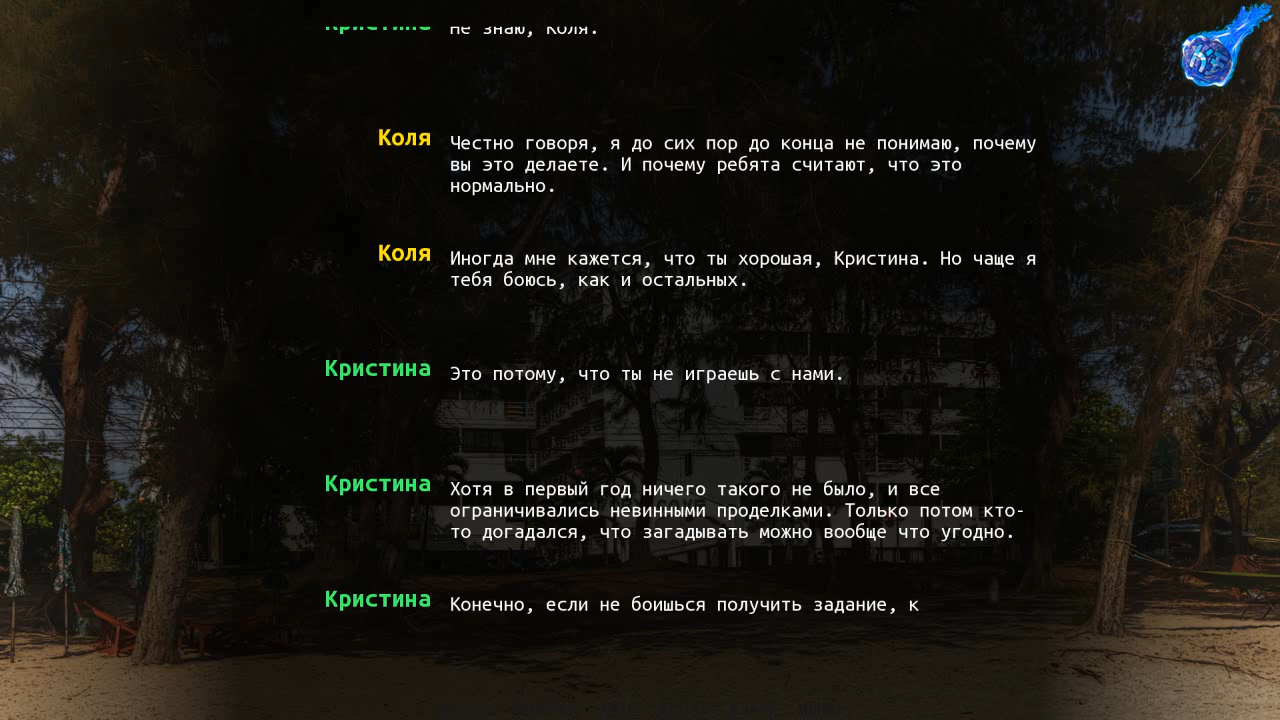 Кристина
Не знаю, Коля.
Коля
Честно говоря, я до сих пор до конца не понимаю, почему
вы это делаете. И почему ребята считают, что это
нормально.
Коля
Иногда мне кажется, что ты хорошая, Кристина. Но чаще я
тебя боюсь, как и остальных.
Кристина
Это потому, что ты не играешь с нами.
Кристина
Хотя в первый год ничего такого не было, и все
ограничивались невинными проделками. Только потом кто-
то догадался, что загадывать можно вообще что угодно.
Кристина
Конечно, если не боишься получить задание, к